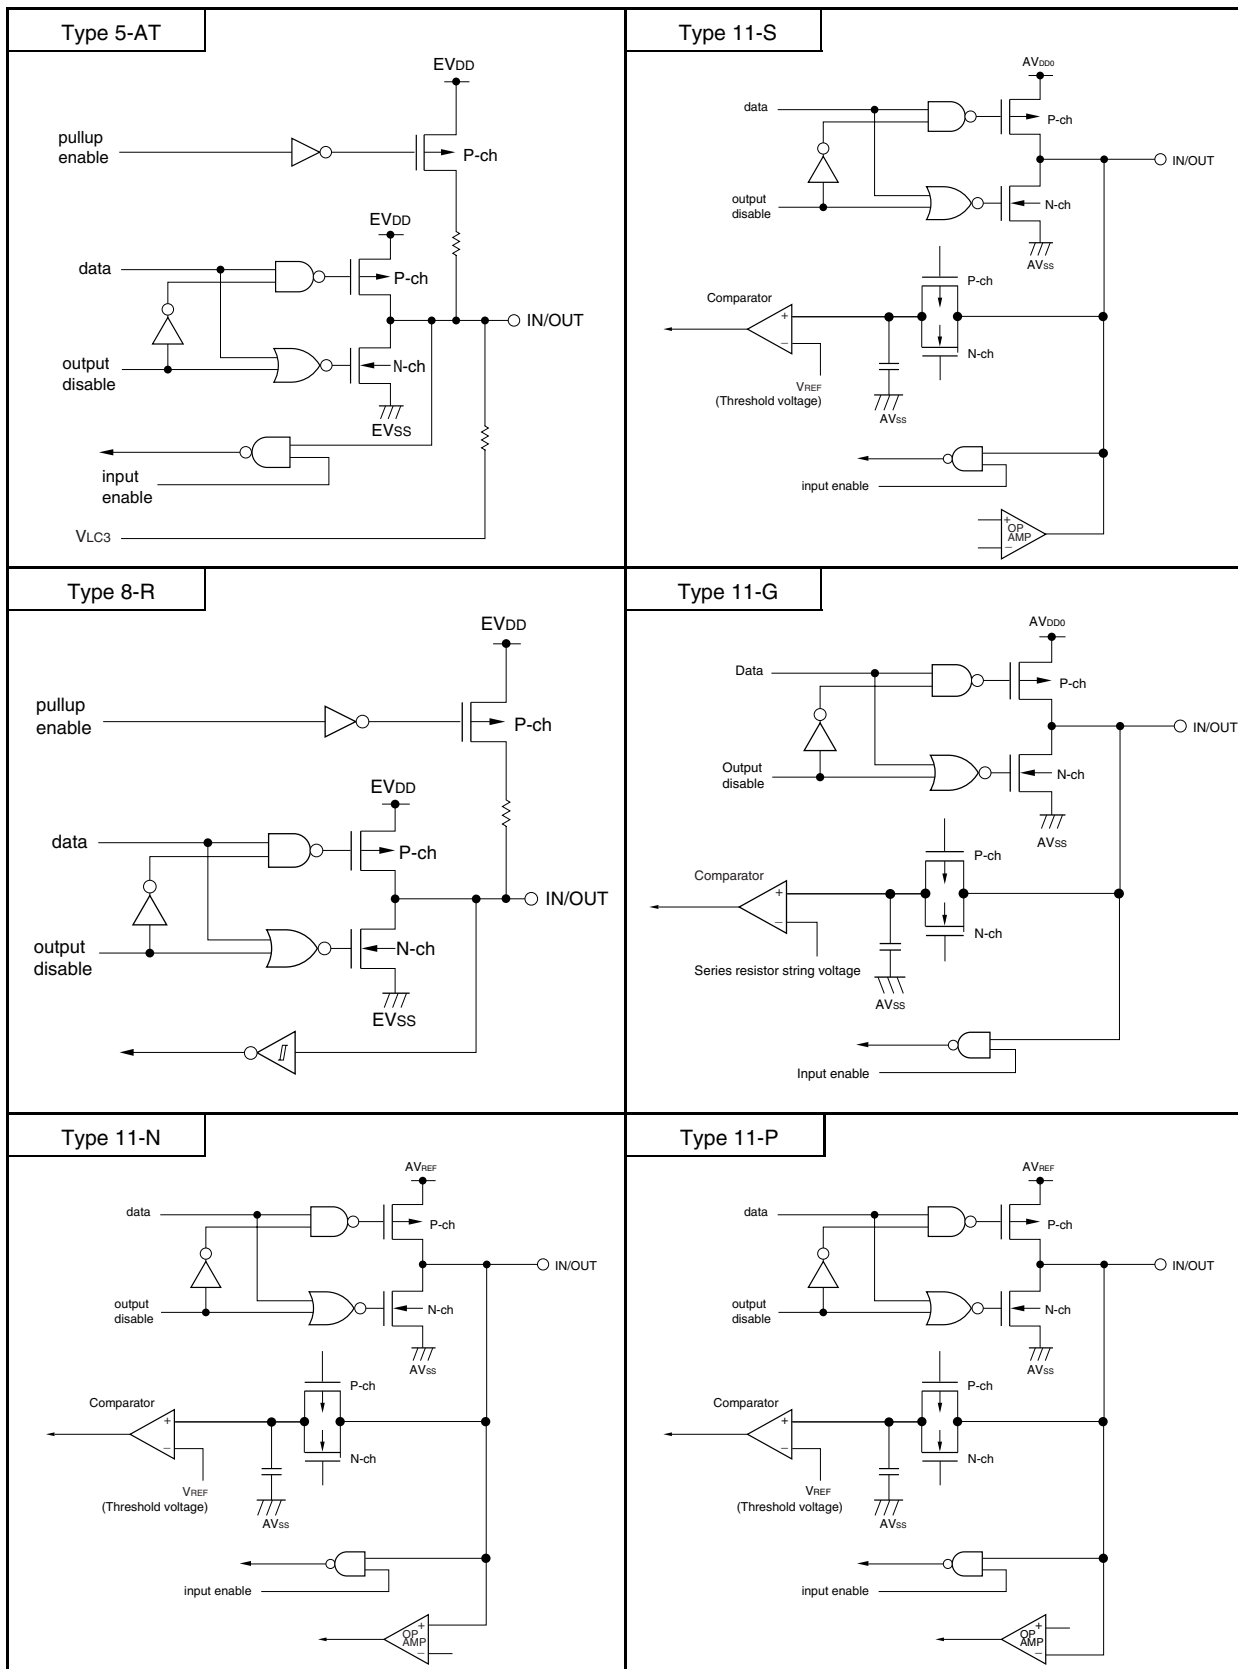 Type 5-AT
EVDD
pullup
enable
P-ch
EVDD
data
P-ch
IN/OUT
output
disable
N-ch
EVSS
input
enable
VLC3
Type 11-S
AVDD0
data
P-ch
IN/OUT
output
disable
N-ch
AVSS
P-ch
Comparator
+
−
N-ch
VREF
(Threshold voltage)
AVSS
input enable
+
OP
AMP
−
Type 8-R
EVDD
pullup
enable
P-ch
EVDD
data
P-ch
IN/OUT
output
disable
N-ch
EVSS
Type 11-G
AVDD0
Data
P-ch
IN/OUT
Output
disable
N-ch
AVSS
P-ch
Comparator
+
−
N-ch
Series resistor string voltage
AVSS
Input enable
Type 11-N
AVREF
data
P-ch
IN/OUT
output
disable
N-ch
AVSS
P-ch
Comparator
+
−
N-ch
VREF
(Threshold voltage)
AVSS
input enable
+
OP
AMP
−
Type 11-P
AVREF
data
P-ch
IN/OUT
output
disable
N-ch
AVSS
P-ch
Comparator
+
−
N-ch
VREF
(Threshold voltage)
AVSS
input enable
+
OP
AMP
−